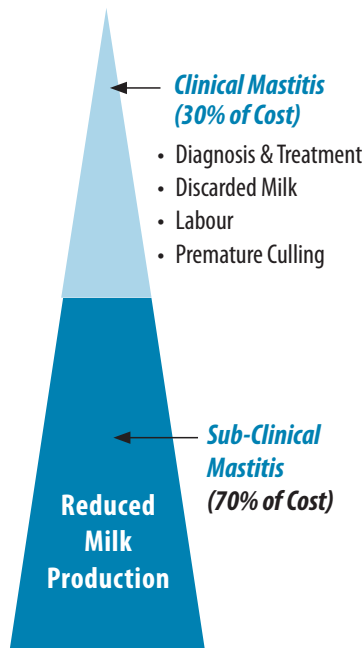 Clinical Mastitis
(30% of Cost)
• Diagnosis & Treatment
• Discarded Milk
• Labour
• Premature Culling
Sub-Clinical
Mastitis
(70% of Cost)
Reduced
Milk
Production